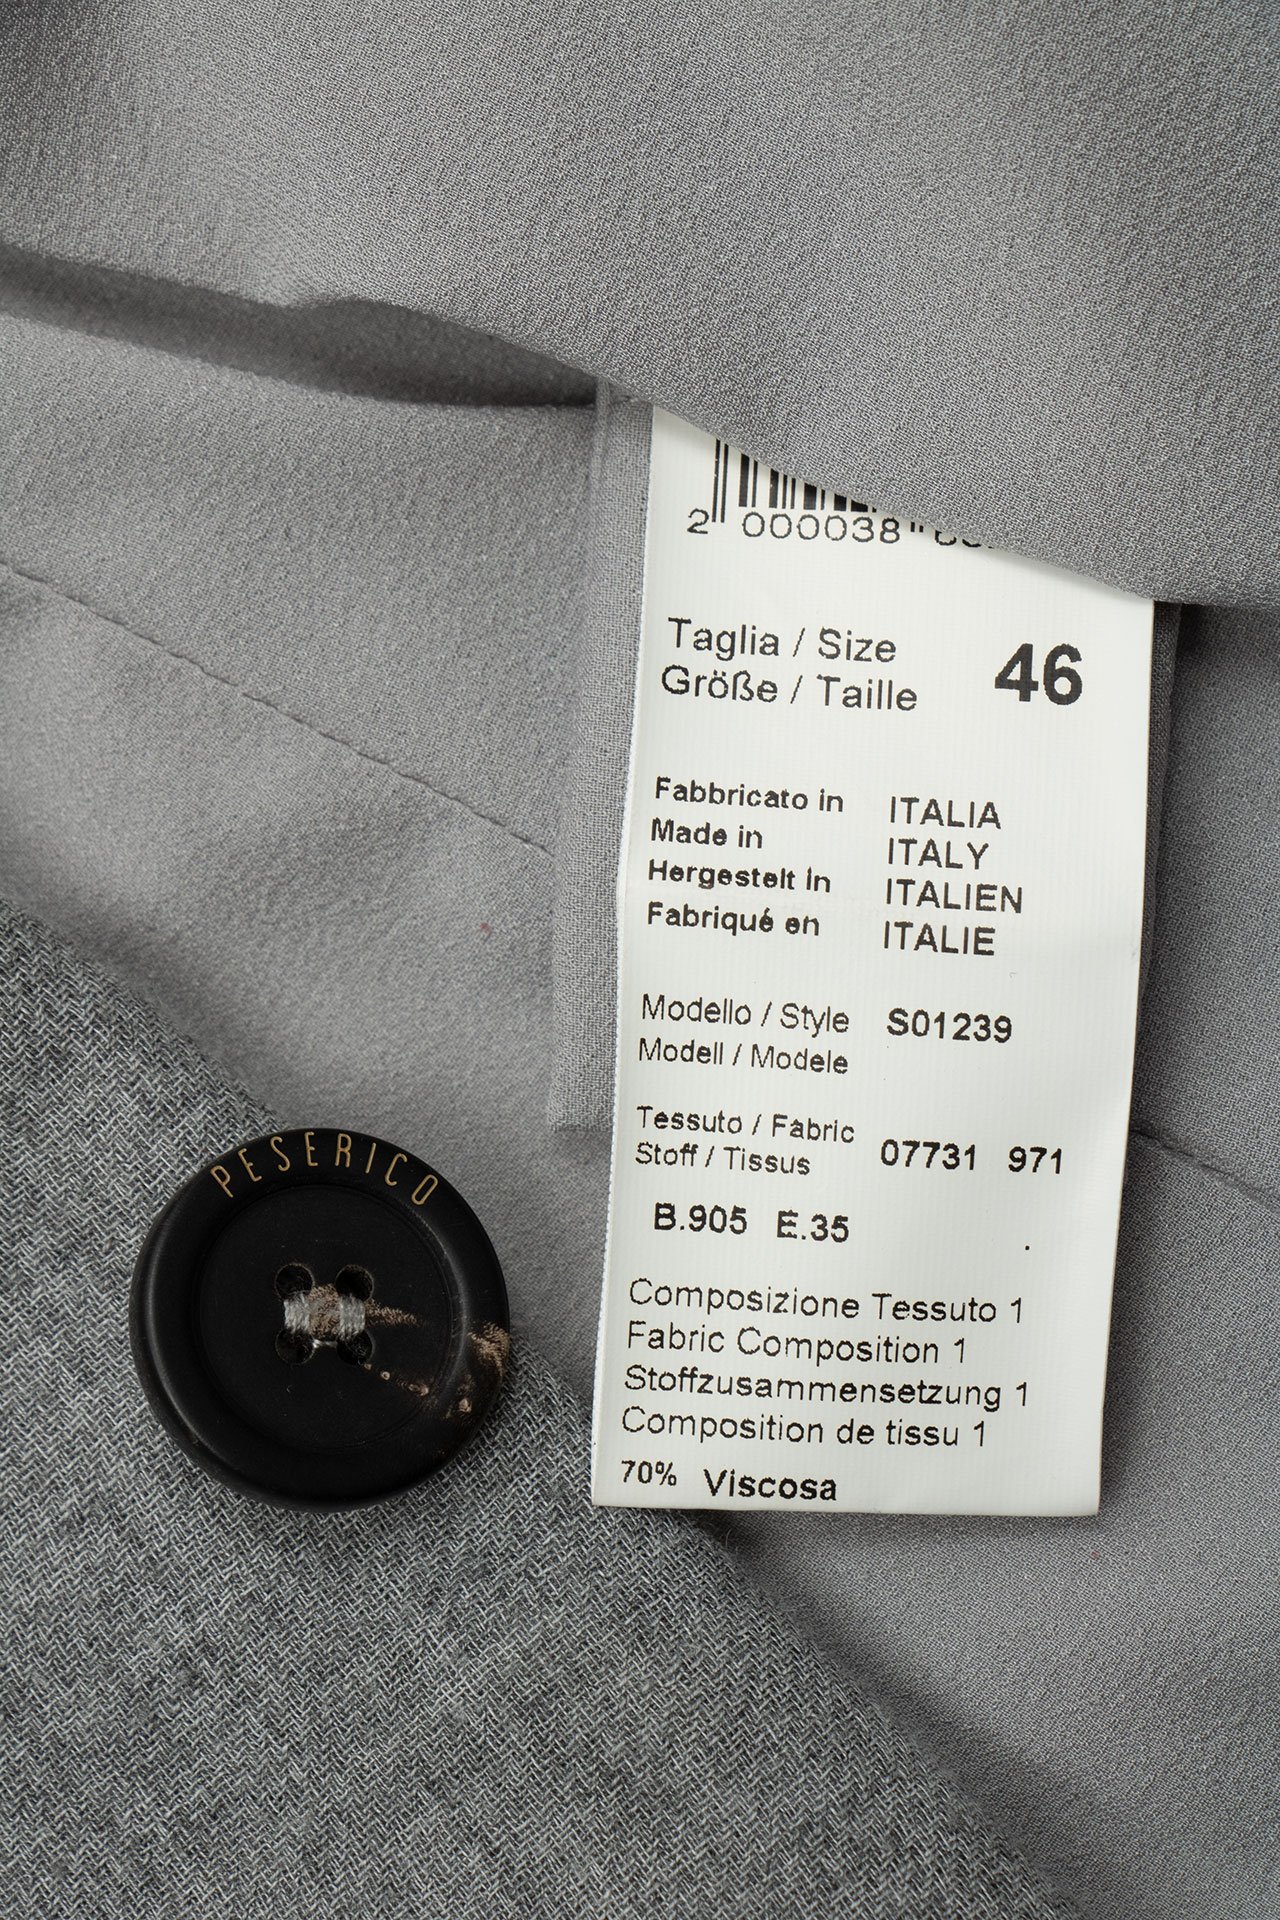 2 000038
Taglia / Size 46
Größe / Taille
Fabbricato in ITALIA
Made in ITALY
Hergestelt in ITALIEN
Fabriqué en ITALIE
Modello / Style S01239
Modell / Modele
Tessuto / Fabric 07731 971
Stoff / Tissus
B.905 E.35
Composizione Tessuto 1
Fabric Composition 1
Stoffzusammensetzung 1
Composition de tissu 1
70% Viscosa
PESERICO